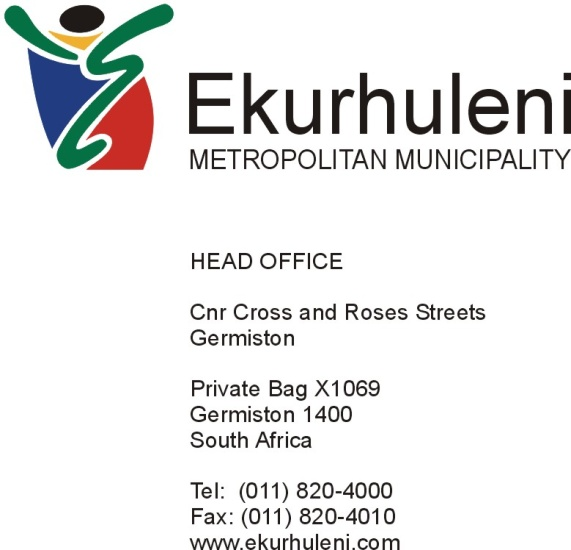 Ekurhuleni
METROPOLITAN MUNICIPALITY
HEAD OFFICE
Cnr Cross and Roses Streets
Germiston
Private Bag X1069
Germiston 1400
South Africa
Tel:  (011) 820-4000
Fax: (011) 820-4010
www.ekurhuleni.com